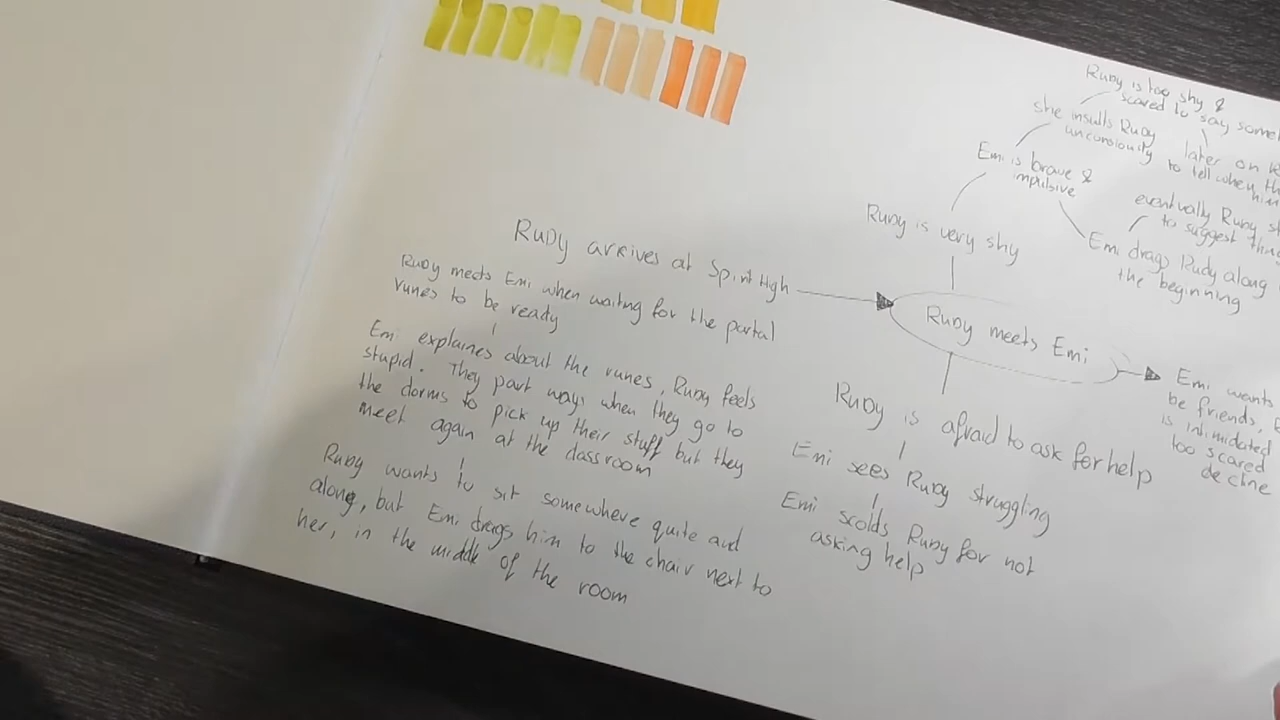 Rudy arrives at Spirit High
Rudy meets Emi when waiting for the portal
runes to be ready
Emi explaines about the runes, Rudy feels
stupid. They part ways when they go to
the dorms to pick up their stuff but they
meet again at the classroom
Rudy wants to sit somewhere quite and
along, but Emi drags him to the chair next to
her, in the middle of the room
Rudy is too shy &
scared to say
she insults Rudy
later on
to tell when
Emi is brave &
impulsive
eventually Rudy
to suggest
Emi drags Rudy along
the beginning
Rudy is very shy
Rudy meets Emi
Rudy is afraid to ask for help
Emi sees Rudy struggling
Emi scolds Rudy for not
asking help
Emi wants
be friends,
is intimidated
too scared
decline